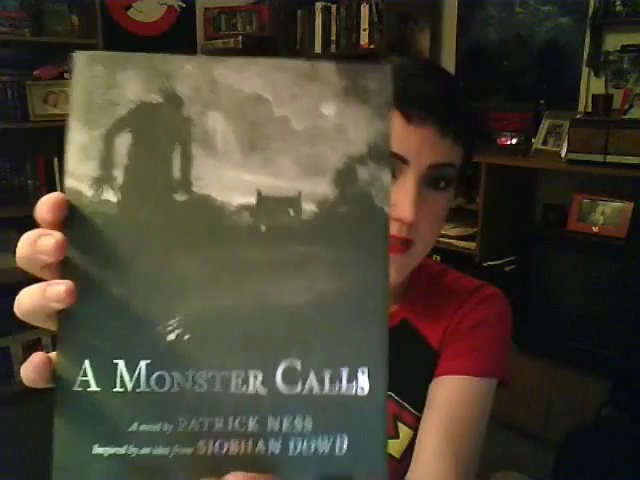 A MONSTER CALLS
A novel by PATRICK NESS
Inspired by an idea from SIOBHAN DOWD